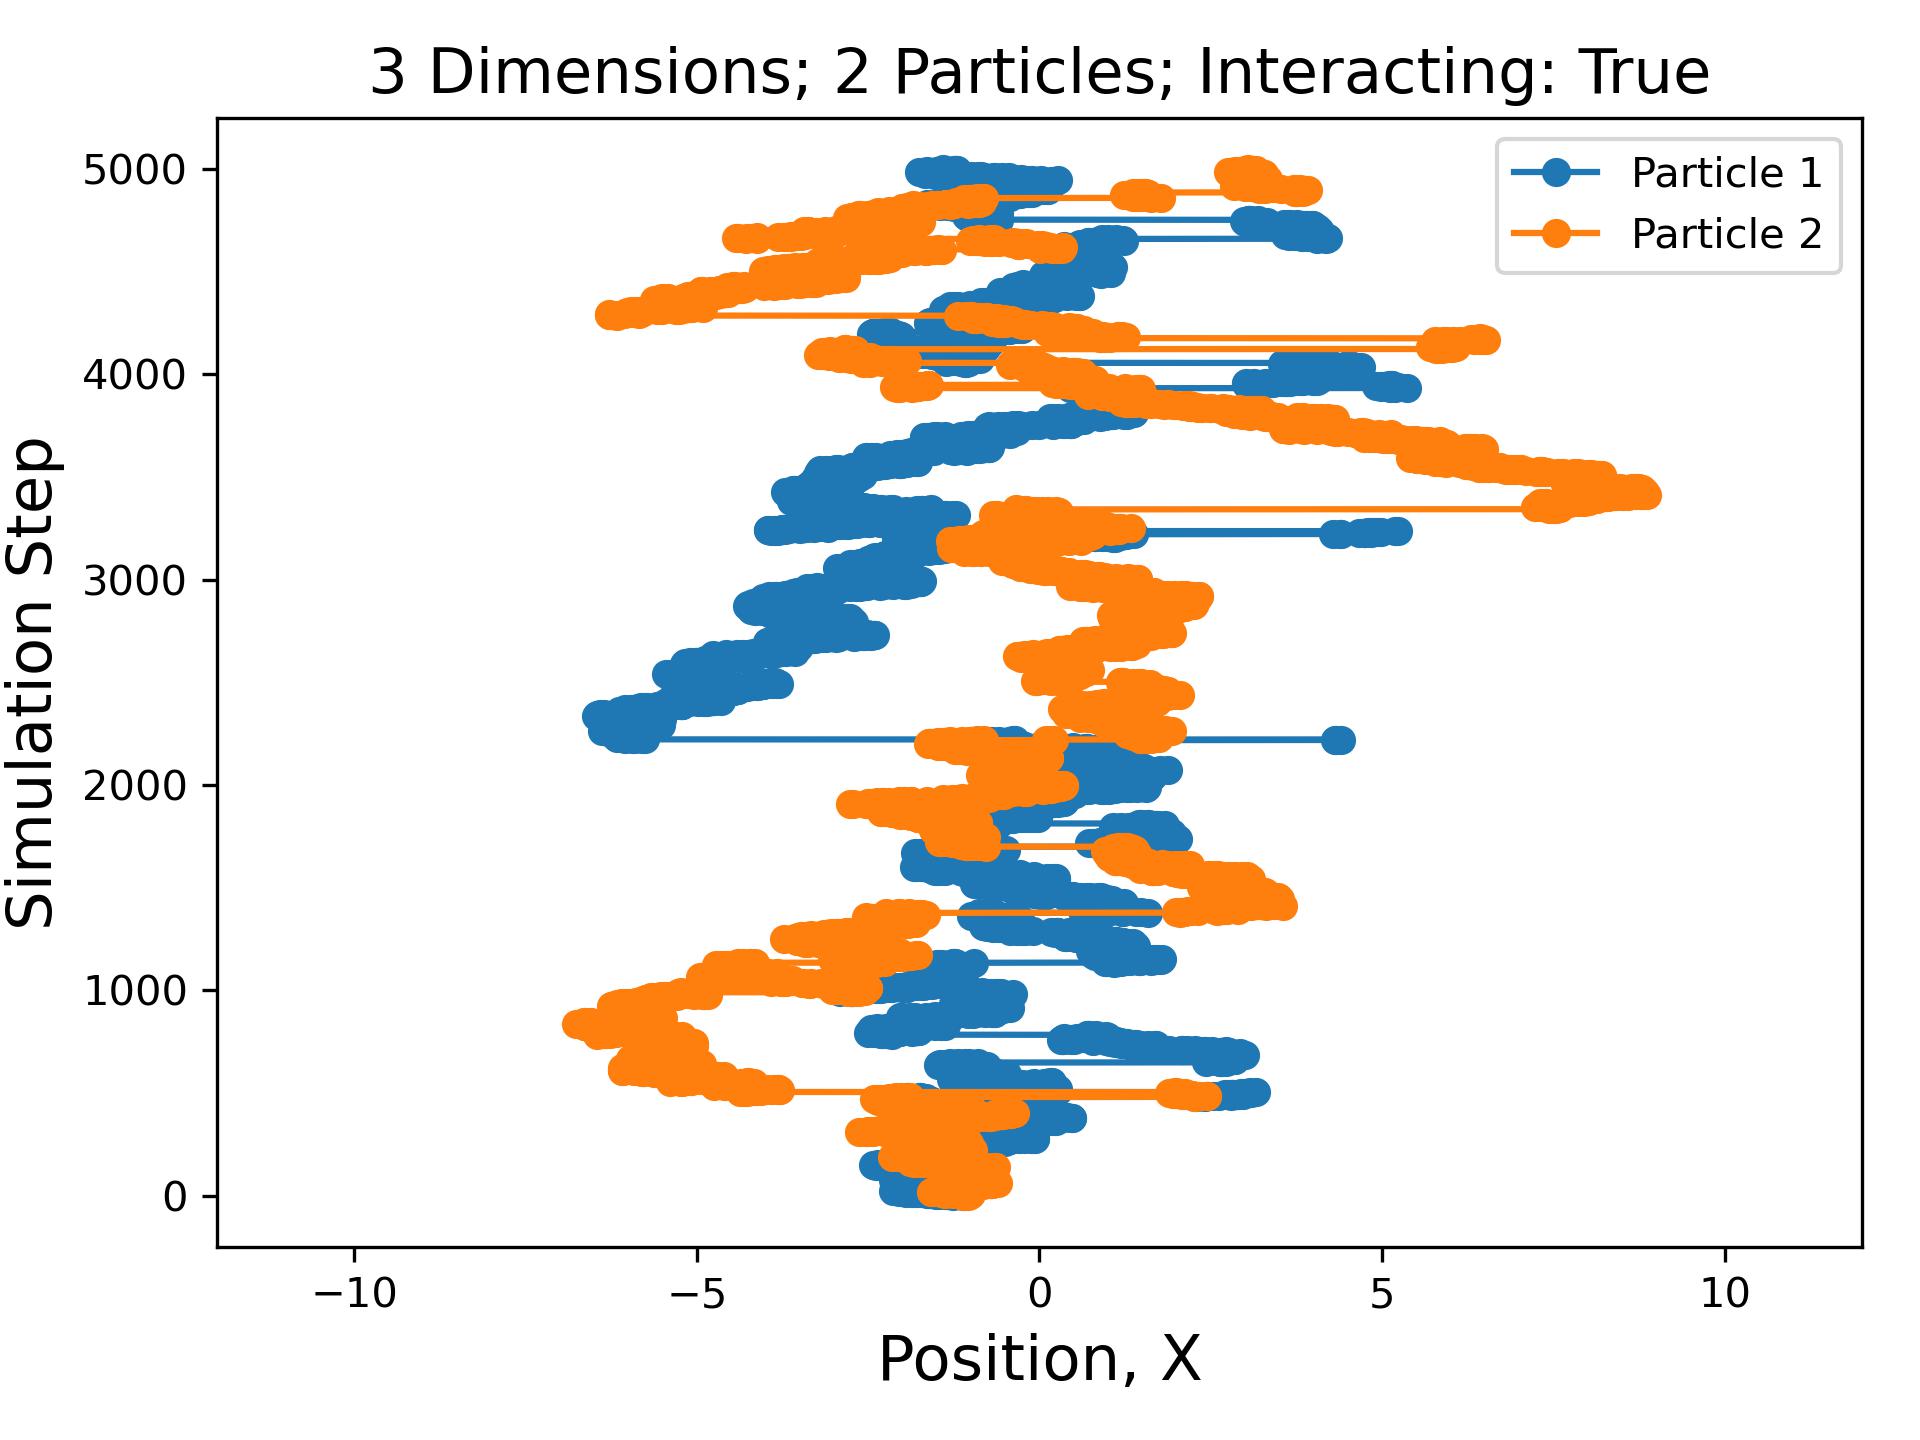 3 Dimensions; 2 Particles; Interacting: True
Particle 1
Particle 2
Simulation Step
5000
4000
3000
2000
1000
0
−10
−5
0
5
10
Position, X